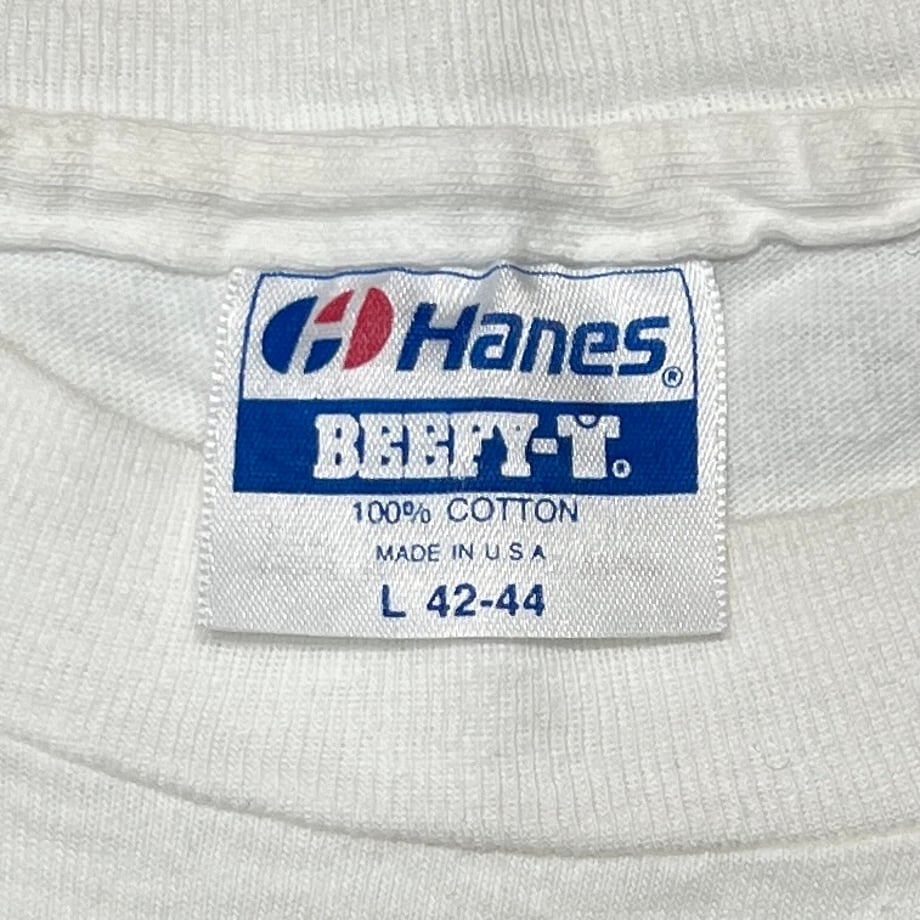 Hanes®
BEEFY-T®
100% COTTON
MADE IN U S A
L 42-44